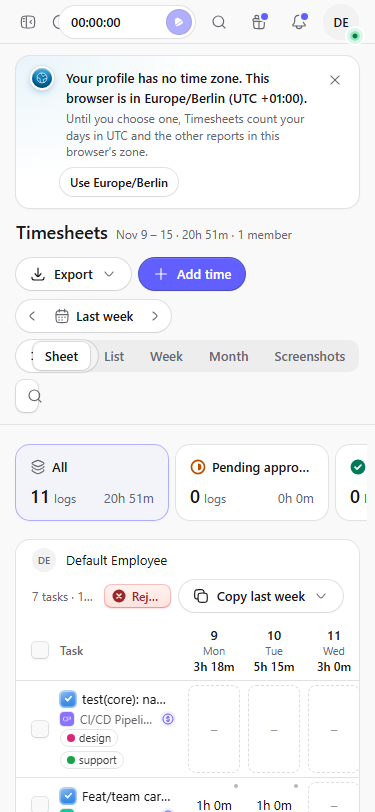 00:00:00
DE
Your profile has no time zone. This
browser is in Europe/Berlin (UTC +01:00).
Until you choose one, Timesheets count your
days in UTC and the other reports in this
browser's zone.
Use Europe/Berlin
Timesheets Nov 9 – 15 · 20h 51m · 1 member
Export
Add time
Last week
Sheet List Week Month Screenshots
All
11 logs 20h 51m
Pending appro...
0 logs 0h 0m
0
DE Default Employee
7 tasks · 1... Rej... Copy last week
Task
9 Mon 3h 18m
10 Tue 5h 15m
11 Wed 3h 0m
test(core): na...
CP CI/CD Pipeli...
design
support
– – –
Feat/team car...
1h 0m 1h 0m